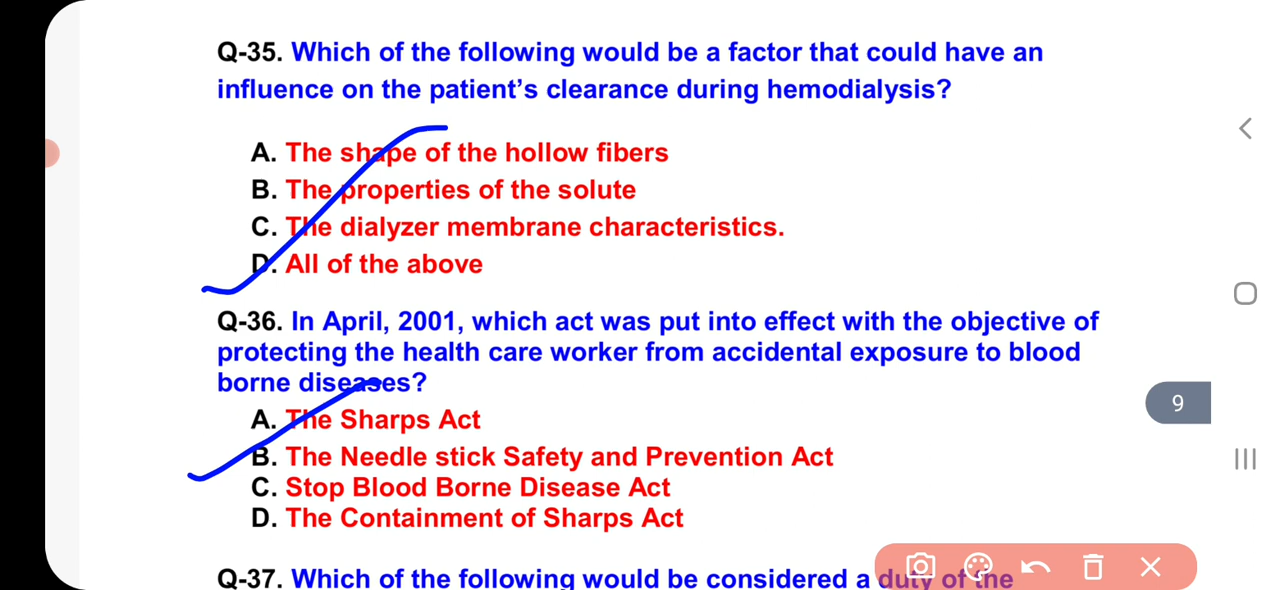 Q-35. Which of the following would be a factor that could have an
influence on the patient's clearance during hemodialysis?
A. The shape of the hollow fibers
B. The properties of the solute
C. The dialyzer membrane characteristics.
D. All of the above
Q-36. In April, 2001, which act was put into effect with the objective of
protecting the health care worker from accidental exposure to blood
borne diseases?
A. The Sharps Act
B. The Needle stick Safety and Prevention Act
C. Stop Blood Borne Disease Act
D. The Containment of Sharps Act
9
Q-37. Which of the following would be considered a duty of the